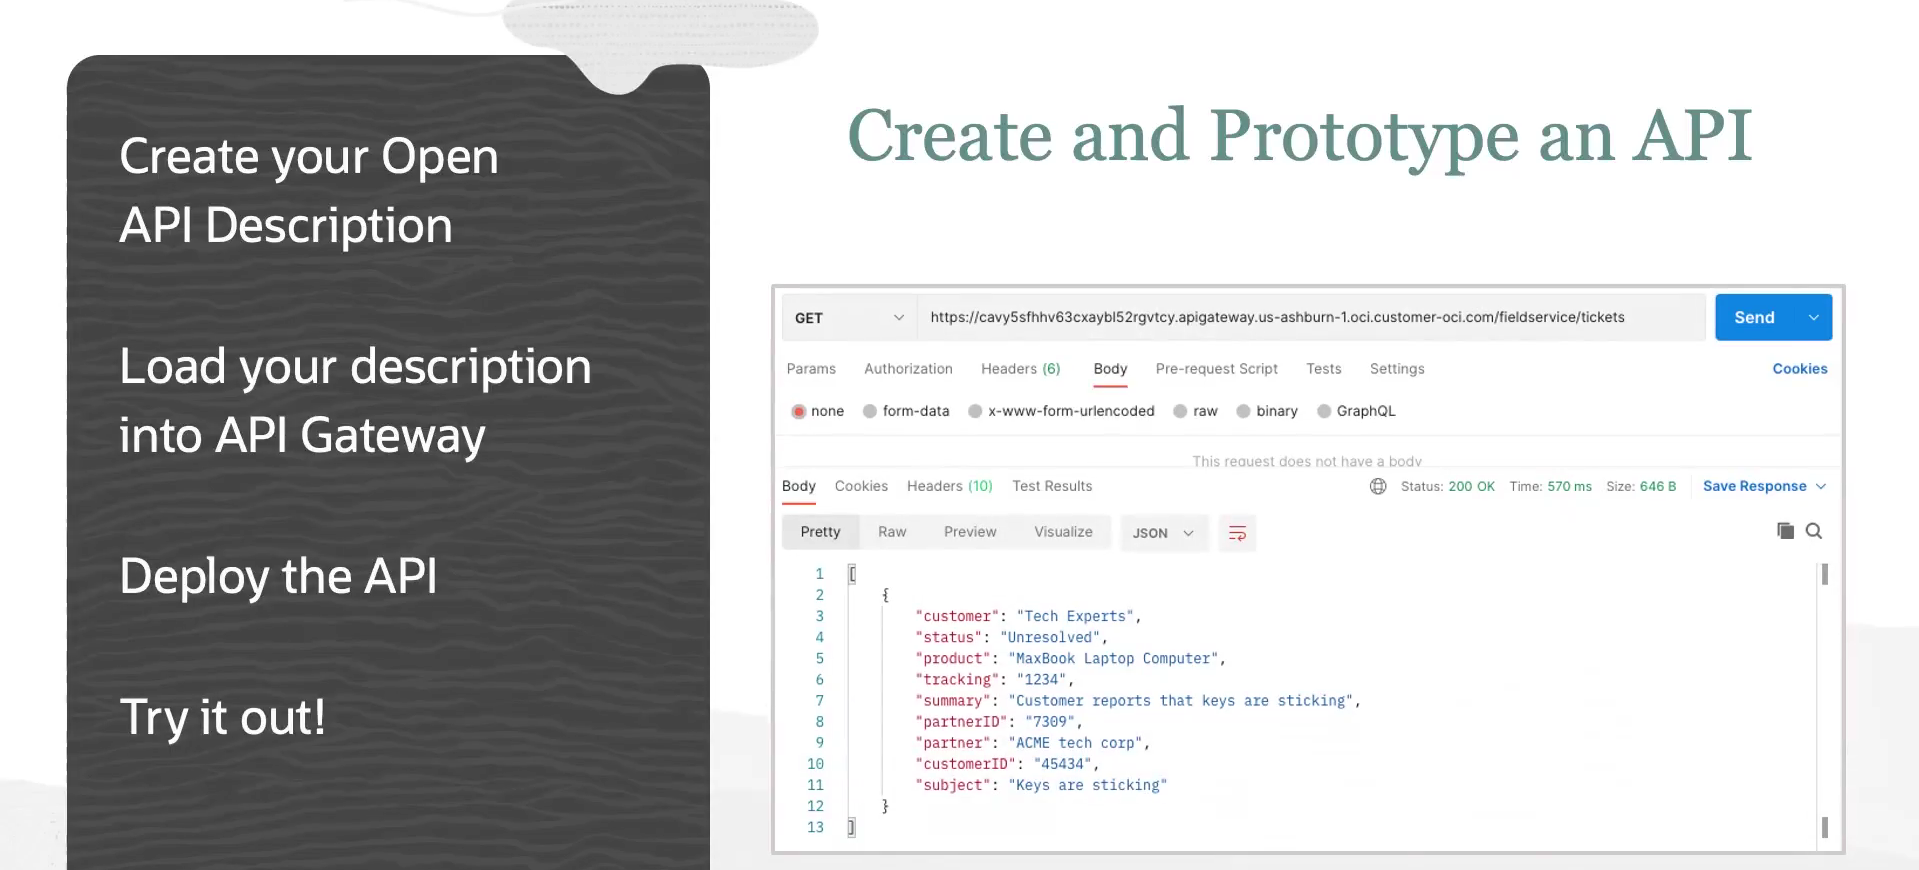 Create your Open
API Description
Load your description
into API Gateway
Deploy the API
Try it out!
Create and Prototype an API
GET https://cavy5sfhhv63cxaybl52rgvtcy.apigateway.us-ashburn-1.oci.customer-oci.com/fieldservice/tickets Send
Params Authorization Headers (6) Body Pre-request Script Tests Settings Cookies
none form-data x-www-form-urlencoded raw binary GraphQL
This request does not have a body
Body Cookies Headers (10) Test Results Status: 200 OK Time: 570 ms Size: 646 B Save Response
Pretty Raw Preview Visualize JSON
1 [
2 {
3 "customer": "Tech Experts",
4 "status": "Unresolved",
5 "product": "MaxBook Laptop Computer",
6 "tracking": "1234",
7 "summary": "Customer reports that keys are sticking",
8 "partnerID": "7309",
9 "partner": "ACME tech corp",
10 "customerID": "45434",
11 "subject": "Keys are sticking"
12 }
13 ]